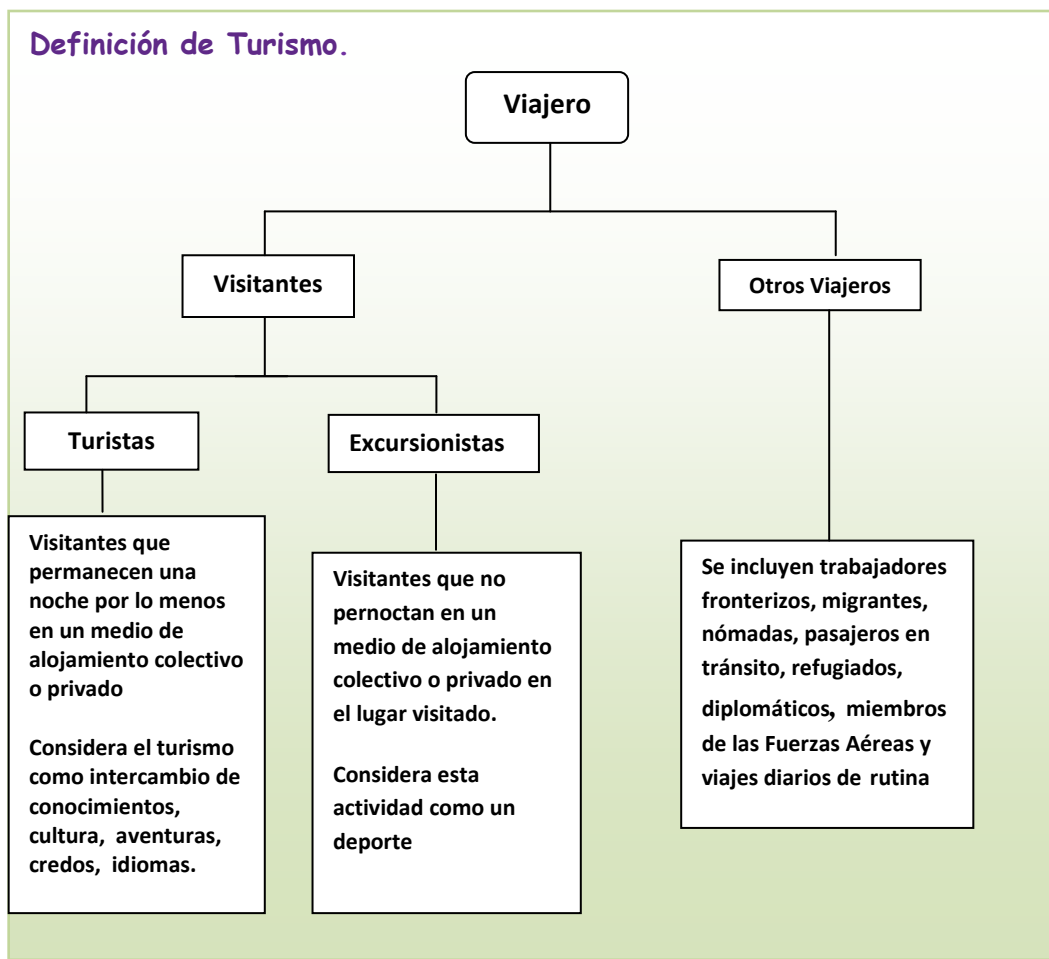 Definición de Turismo.
Viajero
Visitantes
Otros Viajeros
Turistas
Excursionistas
Visitantes que
permanecen una
noche por lo menos
en un medio de
alojamiento colectivo
o privado
Considera el turismo
como intercambio de
conocimientos,
cultura, aventuras,
credos, idiomas.
Visitantes que no
pernoctan en un
medio de alojamiento
colectivo o privado en
el lugar visitado.
Considera esta
actividad como un
deporte
Se incluyen trabajadores
fronterizos, migrantes,
nómadas, pasajeros en
tránsito, refugiados,
diplomáticos, miembros
de las Fuerzas Aéreas y
viajes diarios de rutina